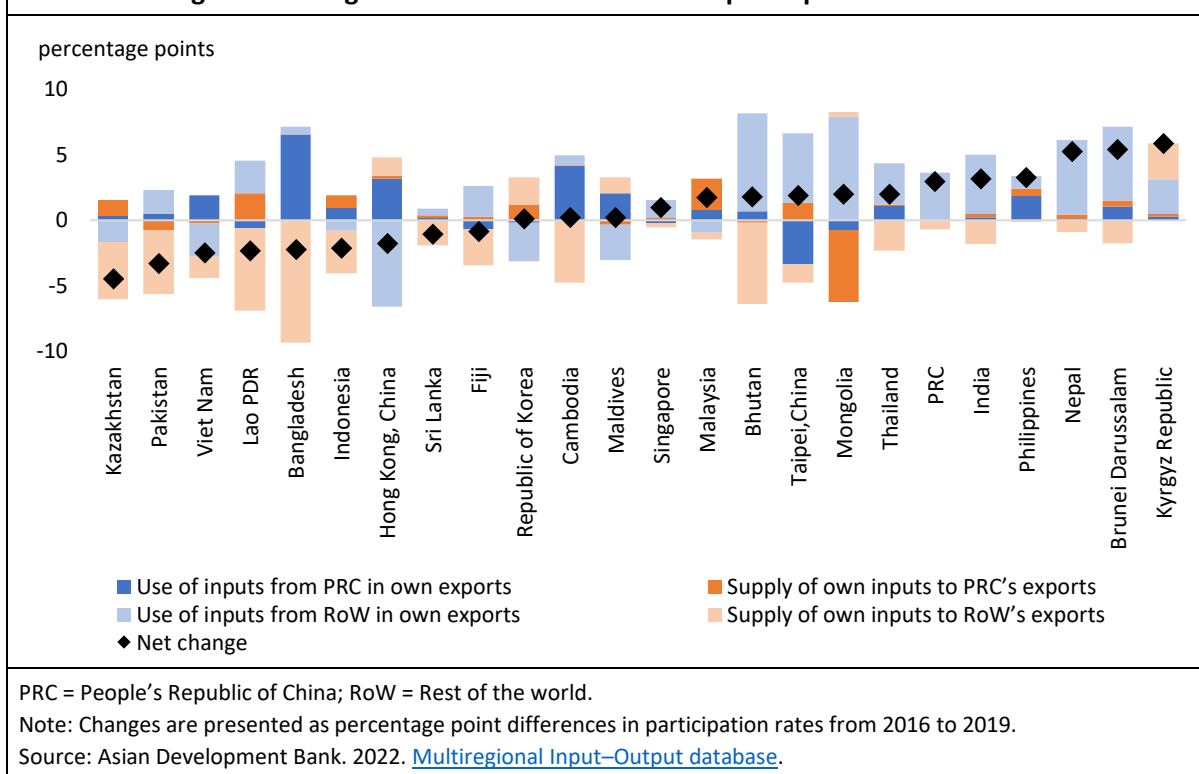 percentage points
10
5
0
-5
-10
Kazakhstan
Pakistan
Viet Nam
Lao PDR
Bangladesh
Indonesia
Hong Kong, China
Sri Lanka
Fiji
Republic of Korea
Cambodia
Maldives
Singapore
Malaysia
Bhutan
Taipei,China
Mongolia
Thailand
PRC
India
Philippines
Nepal
Brunei Darussalam
Kyrgyz Republic
Use of inputs from PRC in own exports
Supply of own inputs to PRC's exports
Use of inputs from RoW in own exports
Supply of own inputs to RoW's exports
Net change
PRC = People's Republic of China; RoW = Rest of the world.
Note: Changes are presented as percentage point differences in participation rates from 2016 to 2019.
Source: Asian Development Bank. 2022. Multiregional Input–Output database.